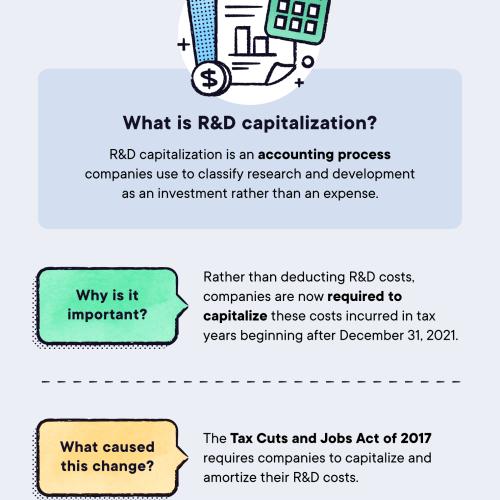 $
What is R&D capitalization?
R&D capitalization is an accounting process
companies use to classify research and development
as an investment rather than an expense.
Why is it
important?
Rather than deducting R&D costs,
companies are now required to
capitalize these costs incurred in tax
years beginning after December 31, 2021.
What caused
this change?
The Tax Cuts and Jobs Act of 2017
requires companies to capitalize and
amortize their R&D costs.